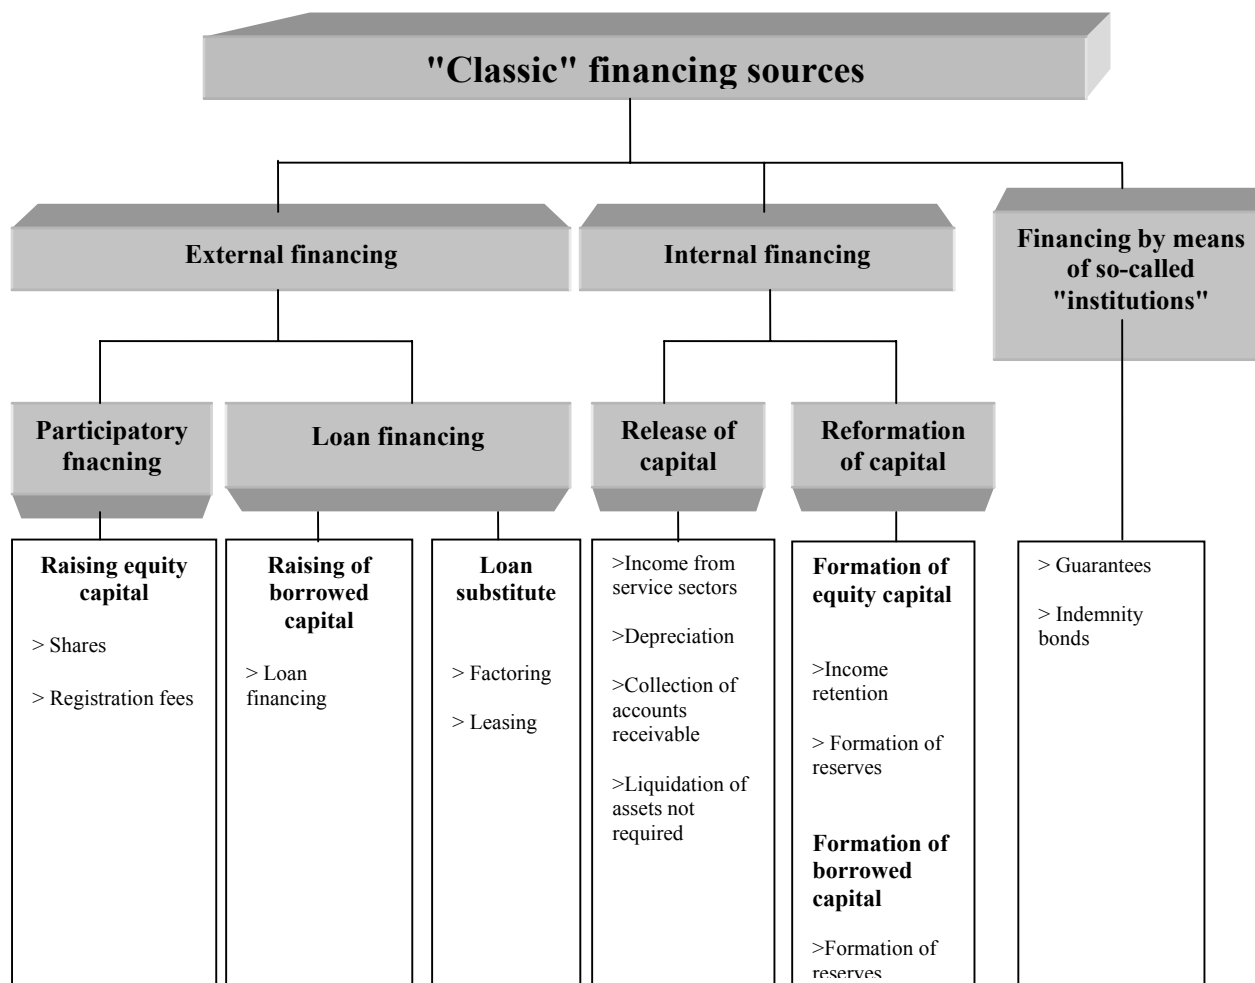 "Classic" financing sources
External financing
Internal financing
Financing by means
of so-called
"institutions"
Participatory
fnacning
Loan financing
Release of
capital
Reformation
of capital
Raising equity
capital
> Shares
> Registration fees
Raising of
borrowed
capital
> Loan
financing
Loan
substitute
> Factoring
> Leasing
>Income from
service sectors
>Depreciation
>Collection of
accounts
receivable
>Liquidation of
assets not
required
Formation of
equity capital
>Income
retention
> Formation of
reserves
Formation of
borrowed
capital
>Formation of
reserves
> Guarantees
> Indemnity
bonds